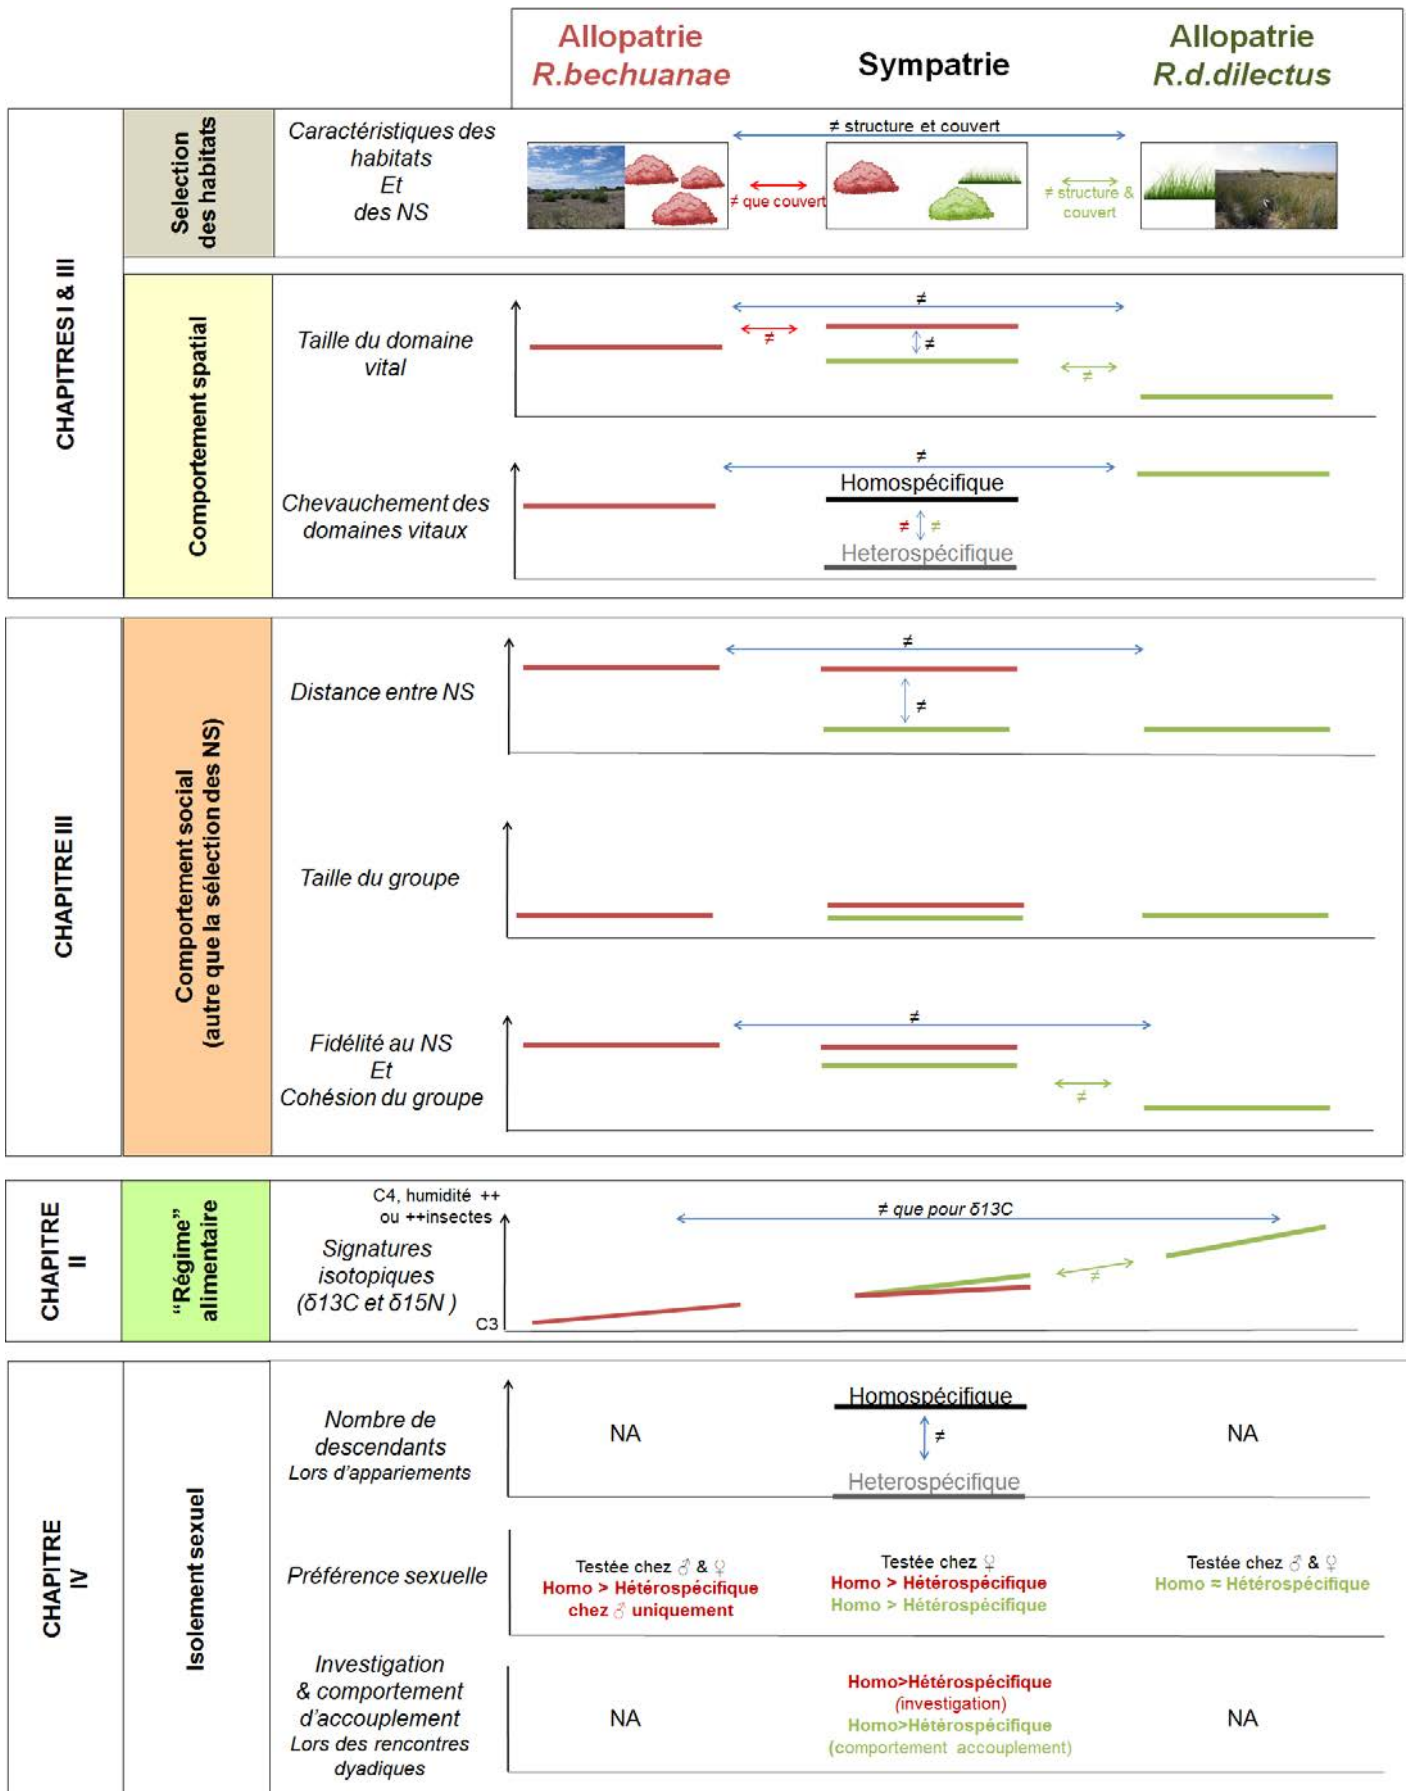 Allopatrie
R.bechuanae
Sympatrie
Allopatrie
R.d.dilectus
CHAPITRES I & III
Selection
des habitats
Caractéristiques des
habitats
Et
des NS
≠ structure et couvert
≠ que couvert
≠ structure &
couvert
Comportement spatial
Taille du domaine
vital
≠
≠
≠
≠
Chevauchement des
domaines vitaux
≠
Homospécifique
≠ ≠
Heterospécifique
CHAPITRE III
Comportement social
(autre que la sélection des NS)
Distance entre NS
≠
≠
Taille du groupe
Fidélité au NS
Et
Cohésion du groupe
≠
≠
CHAPITRE
II
“Régime”
alimentaire
C4, humidité ++
ou ++insectes
Signatures
isotopiques
(δ13C et δ15N )
C3
≠ que pour δ13C
≠
CHAPITRE
IV
Isolement sexuel
Nombre de
descendants
Lors d’appariements
NA
Homospécifique
≠
Heterospécifique
NA
Préférence sexuelle
Testée chez ♂ & ♀
Homo > Hétérospécifique
chez ♂ uniquement
Testée chez ♀
Homo > Hétérospécifique
Homo > Hétérospécifique
Testée chez ♂ & ♀
Homo ≈ Hétérospécifique
Investigation
& comportement
d’accouplement
Lors des rencontres
dyadiques
NA
Homo>Hétérospécifique
(investigation)
Homo>Hétérospécifique
(comportement accouplement)
NA